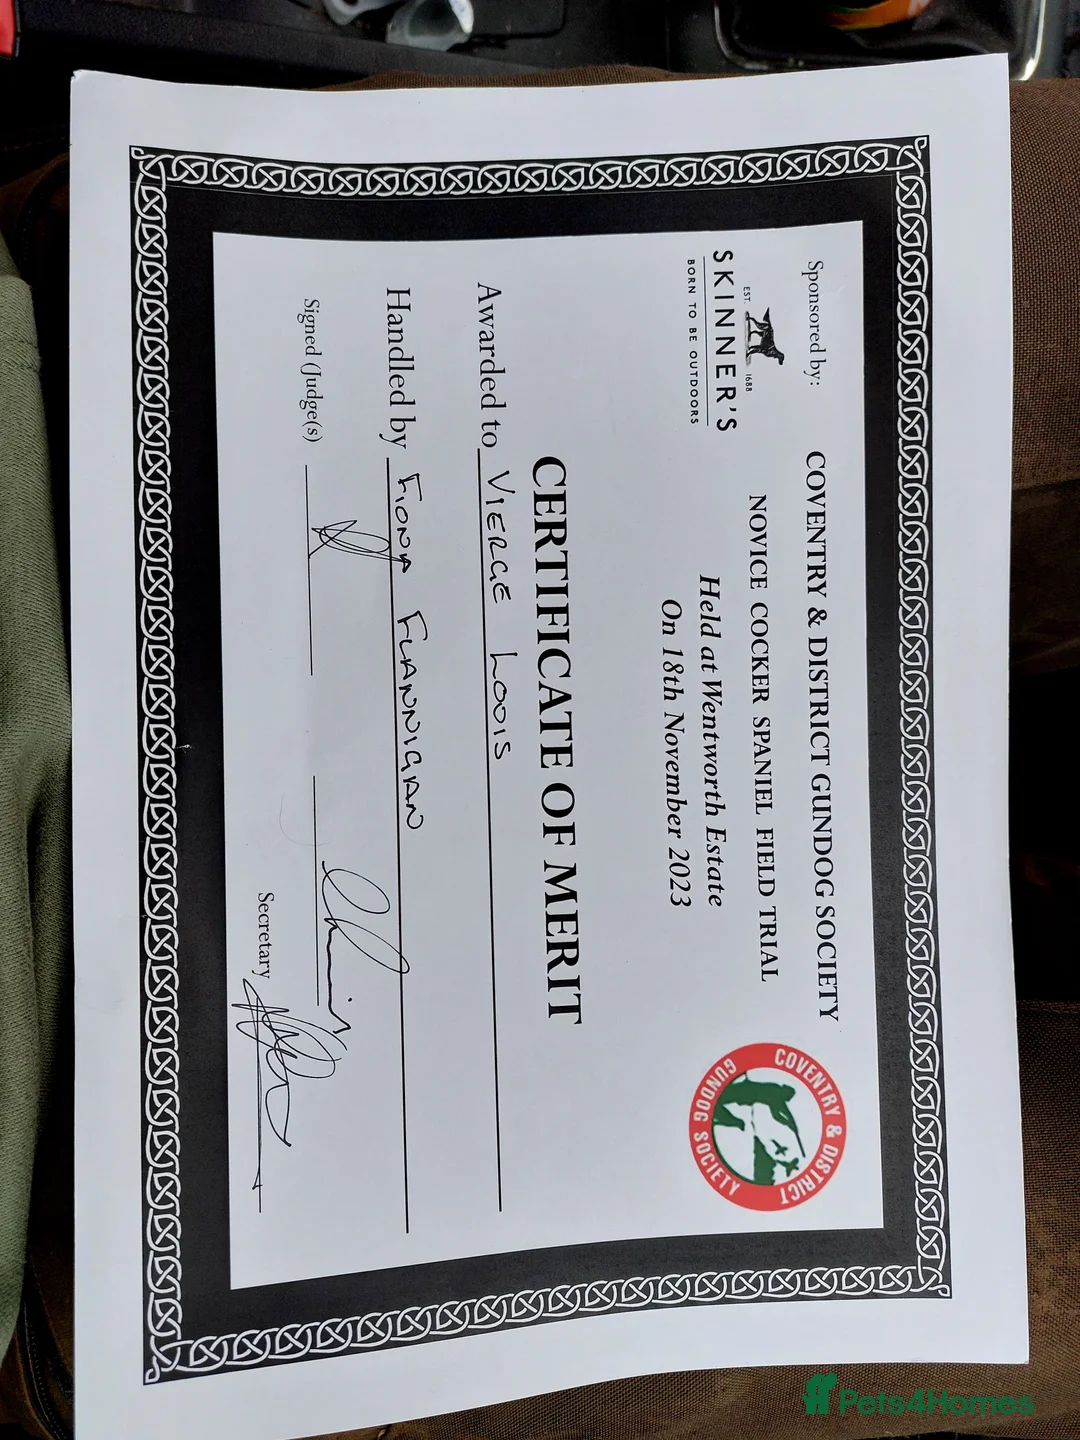 Sponsored by:
EST. 1688
SKINNER'S
BORN TO BE OUTDOORS
COVENTRY & DISTRICT GUNDOG SOCIETY
NOVICE COCKER SPANIEL FIELD TRIAL
Held at Wentworth Estate
On 18th November 2023
COVENTRY & DISTRICT
GUNDOG SOCIETY
CERTIFICATE OF MERIT
Awarded to VIERGE LOOIS
Handled by FIONA FLANNIGAN
Signed (Judge(s)
Secretary
Pets4Homes